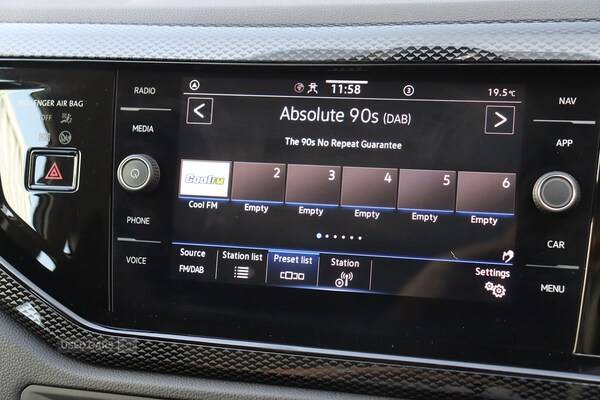 RADIO
MEDIA
PHONE
VOICE
PASSENGER AIR BAG
OFF
11:58
3
19.5°C
Absolute 90s (DAB)
The 90s No Repeat Guarantee
Cool FM
2
3
4
5
6
Cool FM
Empty
Empty
Empty
Empty
Empty
Source
FM/DAB
Station list
Preset list
Station
Settings
NAV
APP
CAR
MENU
USED CARS NI